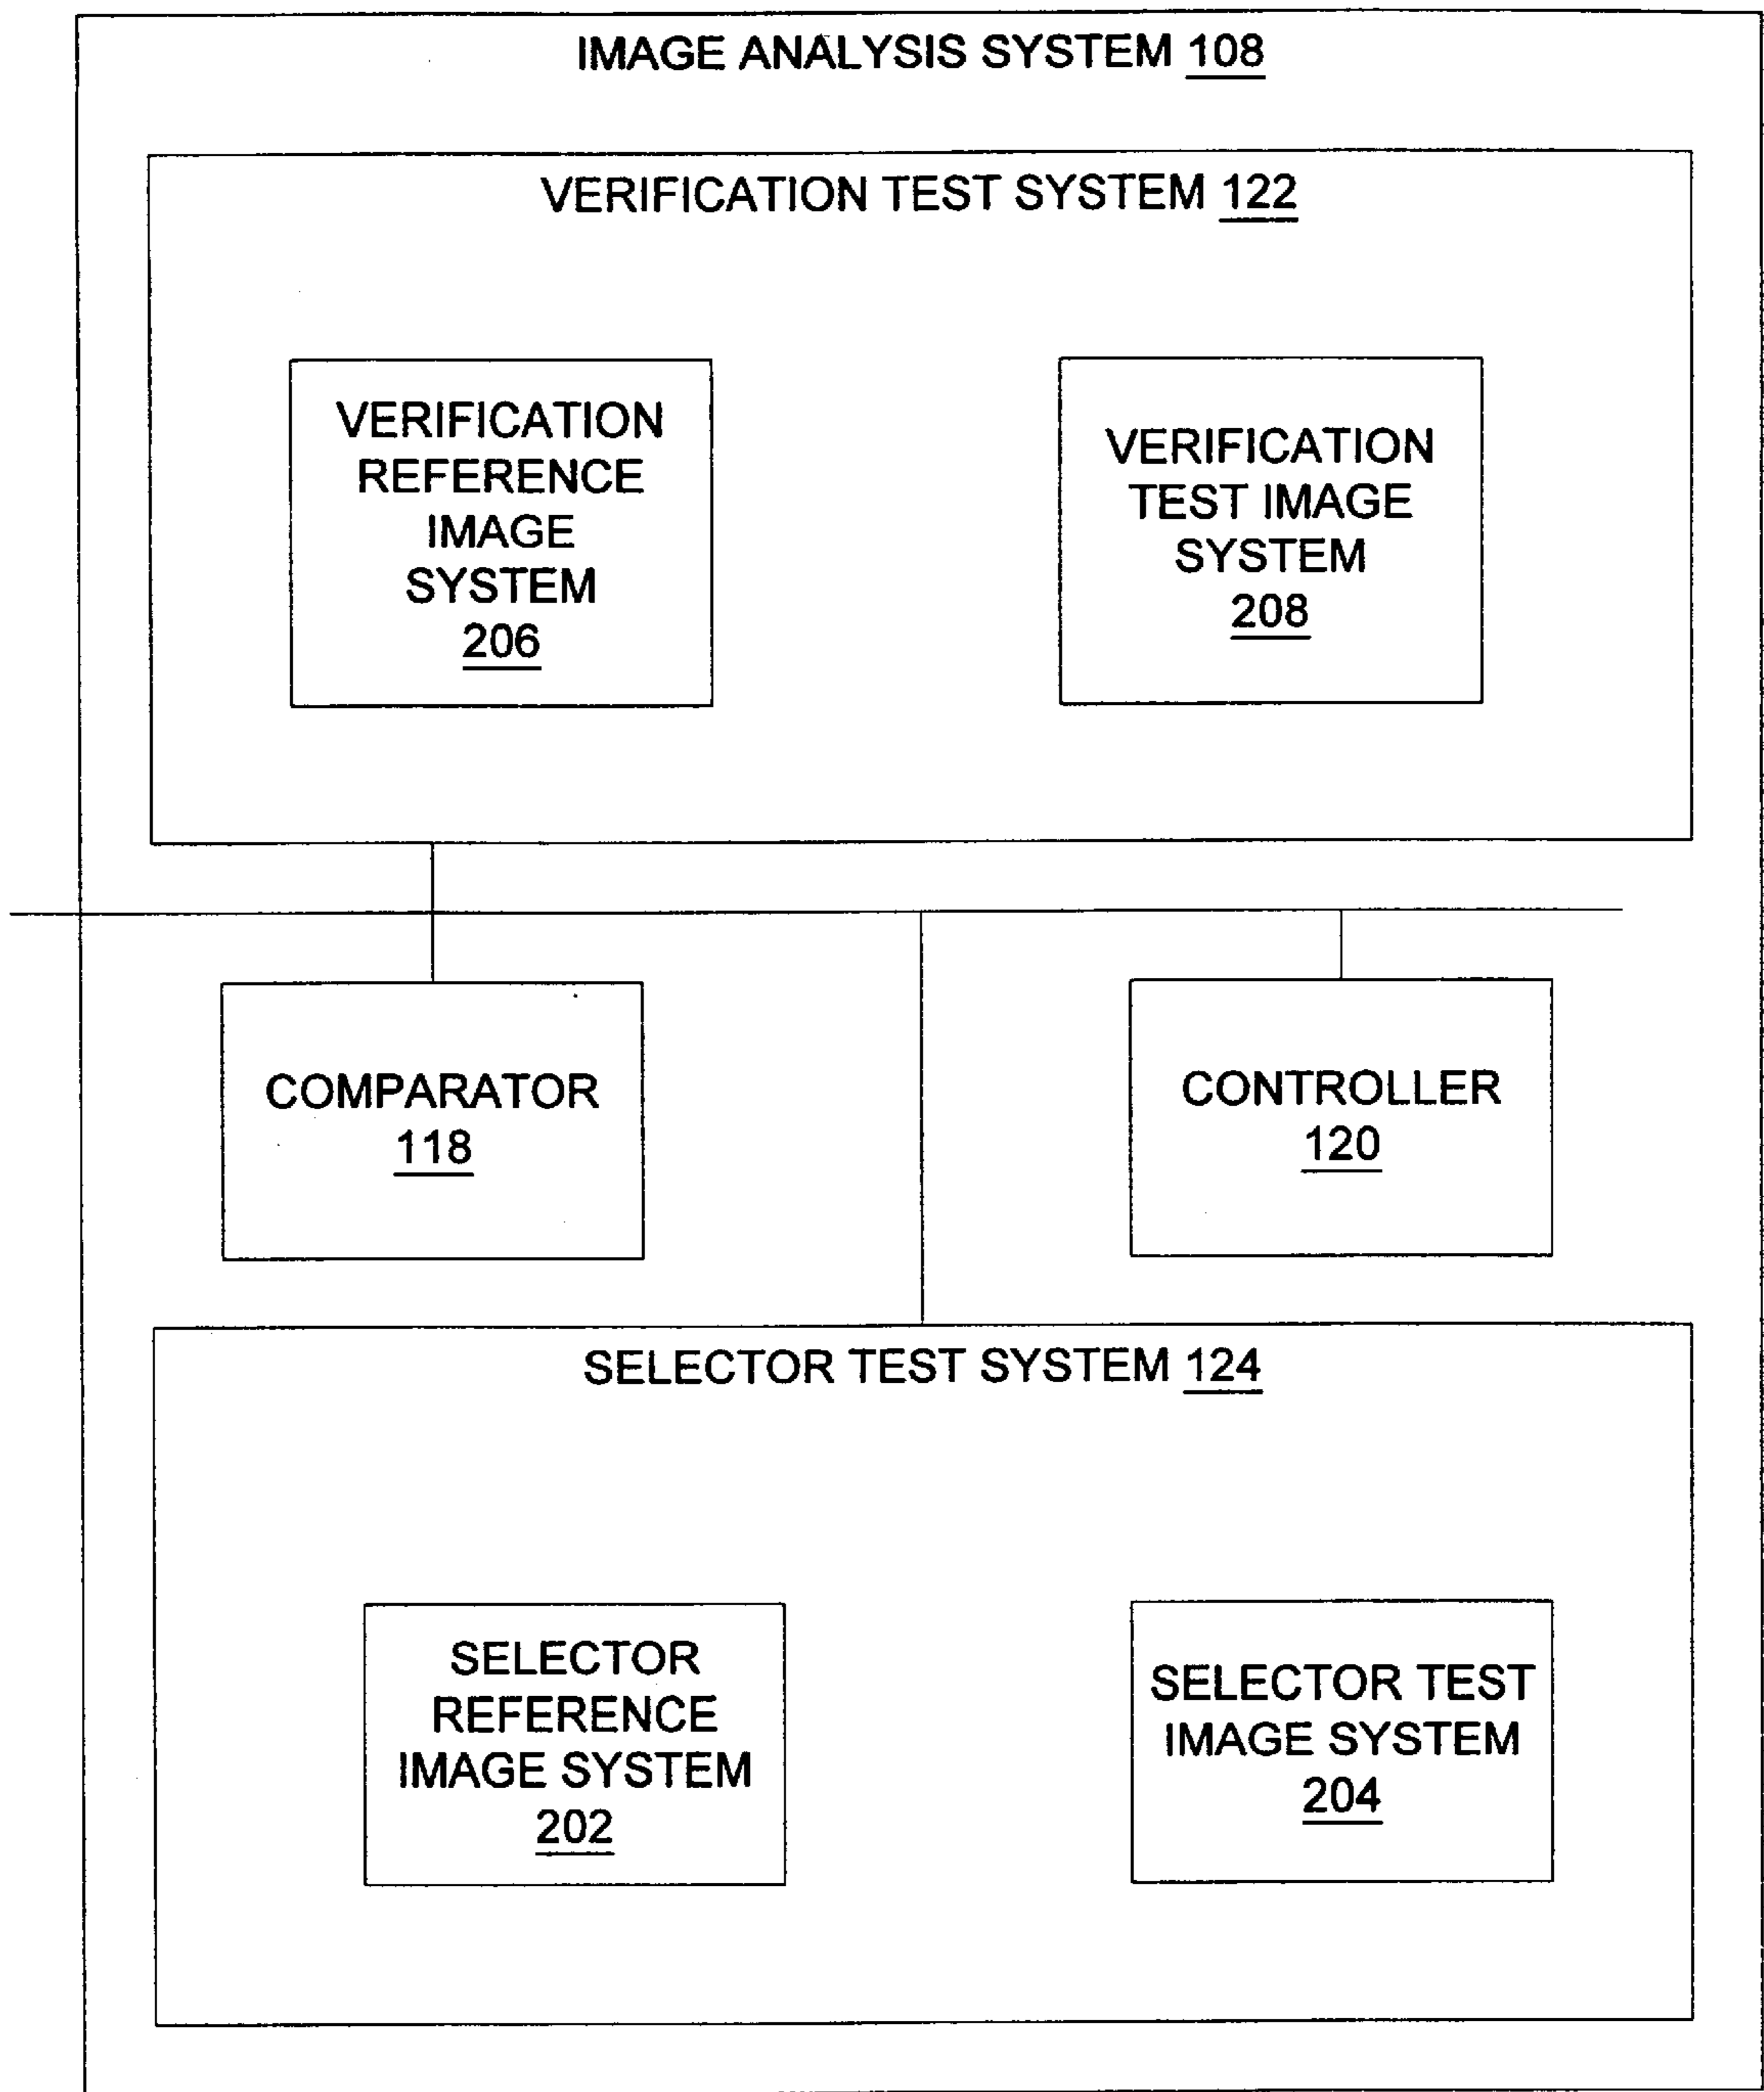 IMAGE ANALYSIS SYSTEM 108
VERIFICATION TEST SYSTEM 122
VERIFICATION
REFERENCE
IMAGE
SYSTEM
206
VERIFICATION
TEST IMAGE
SYSTEM
208
COMPARATOR
118
CONTROLLER
120
SELECTOR TEST SYSTEM 124
SELECTOR
REFERENCE
IMAGE SYSTEM
202
SELECTOR TEST
IMAGE SYSTEM
204